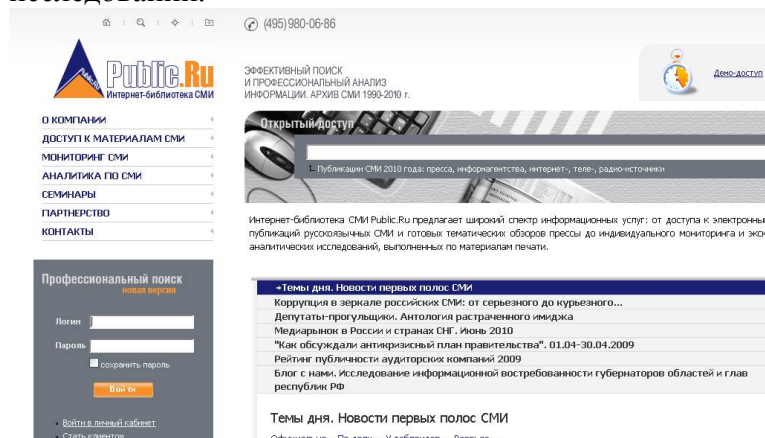 (495) 980-06-86
Public.Ru
Интернет-библиотека СМИ
ЭФФЕКТИВНЫЙ ПОИСК
И ПРОФЕССИОНАЛЬНЫЙ АНАЛИЗ
ИНФОРМАЦИИ. АРХИВ СМИ 1990-2010 г.
Демо-доступ
О КОМПАНИИ
ДОСТУП К МАТЕРИАЛАМ СМИ
МОНИТОРИНГ СМИ
АНАЛИТИКА ПО СМИ
СЕМИНАРЫ
ПАРТНЕРСТВО
КОНТАКТЫ
Открытый доступ
Публикации СМИ 2010 года: пресса, информагентства, интернет-, теле-, радио-источники
Интернет-библиотека СМИ Public.Ru предлагает широкий спектр информационных услуг: от доступа к электронны
публикаций русскоязычных СМИ и готовых тематических обзоров прессы до индивидуального мониторинга и экс
аналитических исследований, выполненных по материалам печати.
Профессиональный поиск
новая версия
Логин
Пароль
сохранить пароль
Войти
Войти в личный кабинет
Стать клиентом
Темы дня. Новости первых полос СМИ
Коррупция в зеркале российских СМИ: от серьезного до курьезного...
Депутаты-прогульщики. Антология растраченного имиджа
Медиарынок в России и странах СНГ. Июнь 2010
"Как обсуждали антикризисный план правительства". 01.04-30.04.2009
Рейтинг публичности аудиторских компаний 2009
Блог с нами. Исследование информационной востребованности губернаторов областей и глав
республик РФ
Темы дня. Новости первых полос СМИ